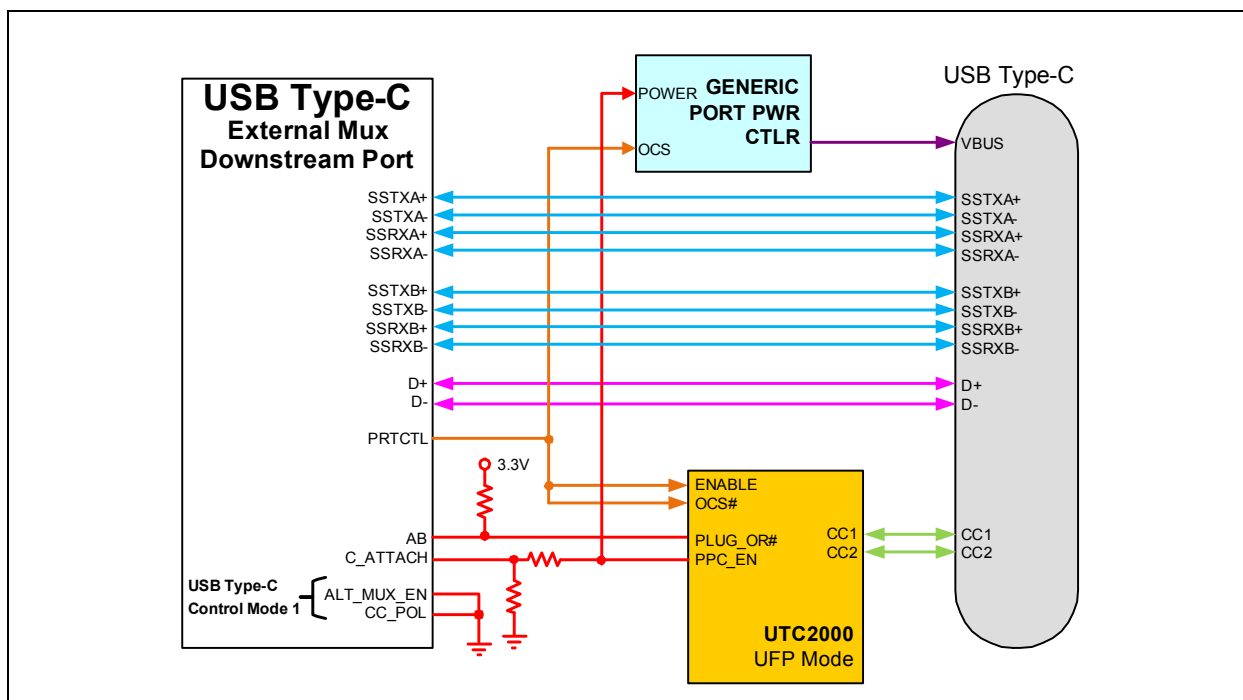 USB Type-C
External Mux
Downstream Port
SSTXA+
SSTXA-
SSRXA+
SSRXA-
SSTXB+
SSTXB-
SSRXB+
SSRXB-
D+
D-
PRTCTL
AB
C_ATTACH
ALT_MUX_EN
CC_POL
USB Type-C
Control Mode 1
3.3V
POWER
OCS
GENERIC
PORT PWR
CTLR
ENABLE
OCS#
PLUG_OR#
PPC_EN
CC1
CC2
UTC2000
UFP Mode
USB Type-C
VBUS
SSTXA+
SSTXA-
SSRXA+
SSRXA-
SSTXB+
SSTXB-
SSRXB+
SSRXB-
D+
D-
CC1
CC2